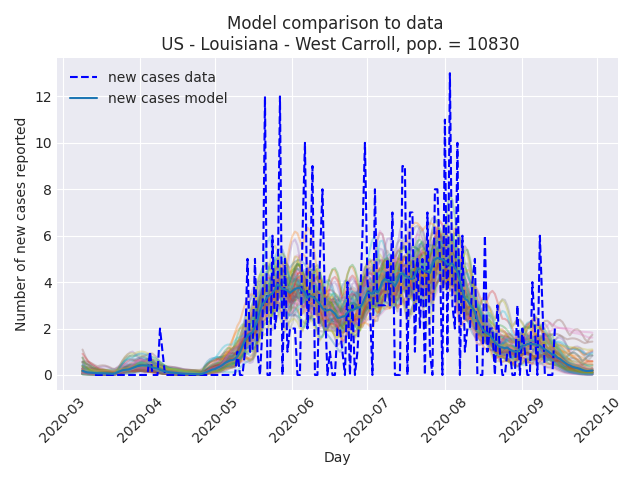 Model comparison to data
US - Louisiana - West Carroll, pop. = 10830
new cases data
new cases model
Number of new cases reported
12
10
8
6
4
2
0
2020-03
2020-04
2020-05
2020-06
2020-07
2020-08
2020-09
2020-10
Day